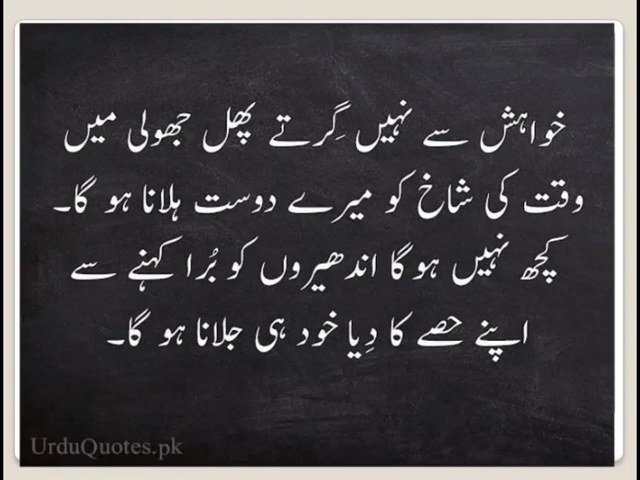 خواہش سے نہیں گِرتے پھل جھولی میں
وقت کی شاخ کو میرے دوست ہلانا ہو گا۔
کچھ نہیں ہو گا اندھیروں کو بُرا کہنے سے
اپنے حصے کا دِیا خود ہی جلانا ہو گا۔
UrduQuotes.pk